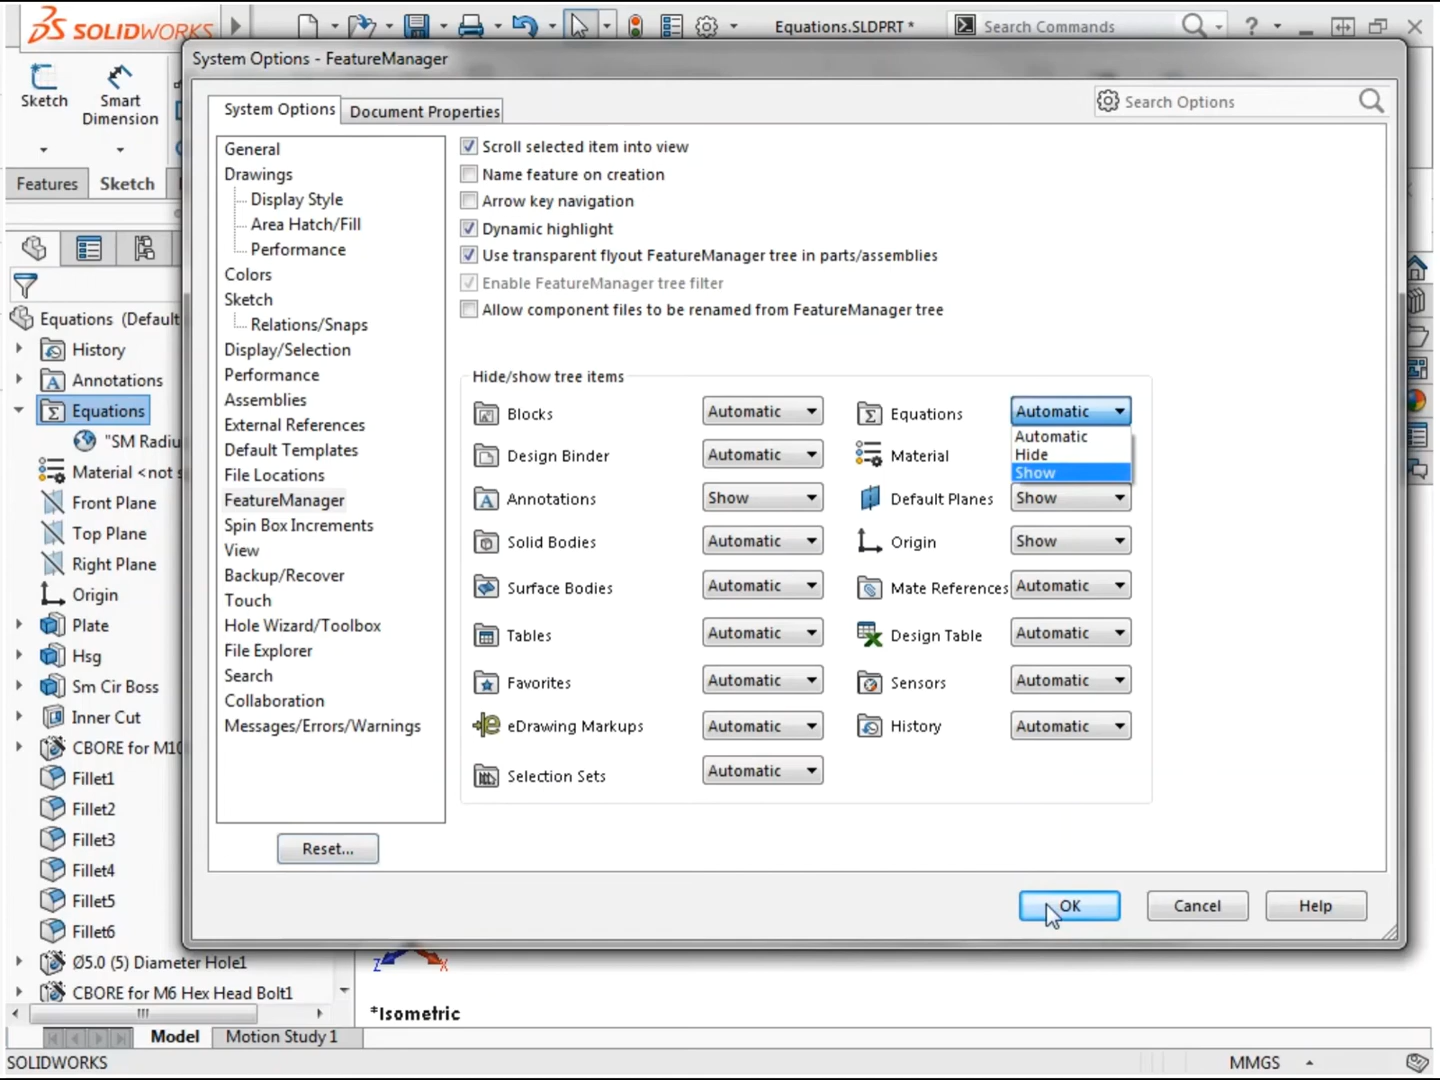 SOLIDWORKS
Equations.SLDPRT *
Search Commands
System Options - FeatureManager
Sketch
Smart
Dimension
Features
Sketch
System Options
Document Properties
Search Options
General
Drawings
Display Style
Area Hatch/Fill
Performance
Colors
Sketch
Relations/Snaps
Display/Selection
Performance
Assemblies
External References
Default Templates
File Locations
FeatureManager
Spin Box Increments
View
Backup/Recover
Touch
Hole Wizard/Toolbox
File Explorer
Search
Collaboration
Messages/Errors/Warnings
Reset...
Scroll selected item into view
Name feature on creation
Arrow key navigation
Dynamic highlight
Use transparent flyout FeatureManager tree in parts/assemblies
Enable FeatureManager tree filter
Allow component files to be renamed from FeatureManager tree
Hide/show tree items
Blocks Automatic Equations Automatic
Automatic
Hide
Show
Design Binder Automatic Material
Annotations Show Default Planes Show
Solid Bodies Automatic Origin Show
Surface Bodies Automatic Mate References Automatic
Tables Automatic Design Table Automatic
Favorites Automatic Sensors Automatic
eDrawing Markups Automatic History Automatic
Selection Sets Automatic
OK Cancel Help
Equations (Default
History
Annotations
Equations
"SM Radiu
Material <not s
Front Plane
Top Plane
Right Plane
Origin
Plate
Hsg
Sm Cir Boss
Inner Cut
CBORE for M10
Fillet1
Fillet2
Fillet3
Fillet4
Fillet5
Fillet6
Ø5.0 (5) Diameter Hole1
CBORE for M6 Hex Head Bolt1
Z X
*Isometric
Model
Motion Study 1
SOLIDWORKS
MMGS